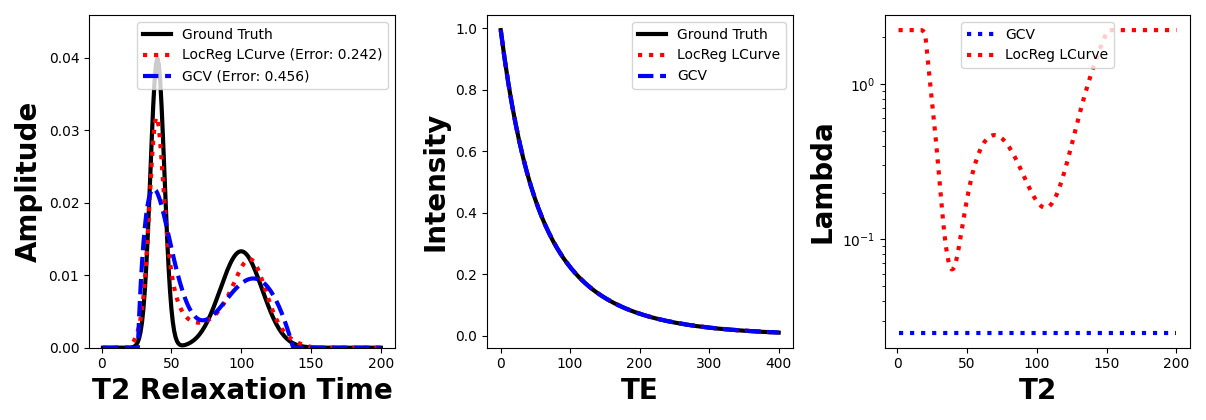 Amplitude
0.04
0.03
0.02
0.01
0.00
0
50
100
150
200
T2 Relaxation Time
Ground Truth
LocReg LCurve (Error: 0.242)
GCV (Error: 0.456)
Intensity
1.0
0.8
0.6
0.4
0.2
0.0
0
100
200
300
400
TE
Ground Truth
LocReg LCurve
GCV
Lambda
10⁰
10⁻¹
0
50
100
150
200
T2
GCV
LocReg LCurve